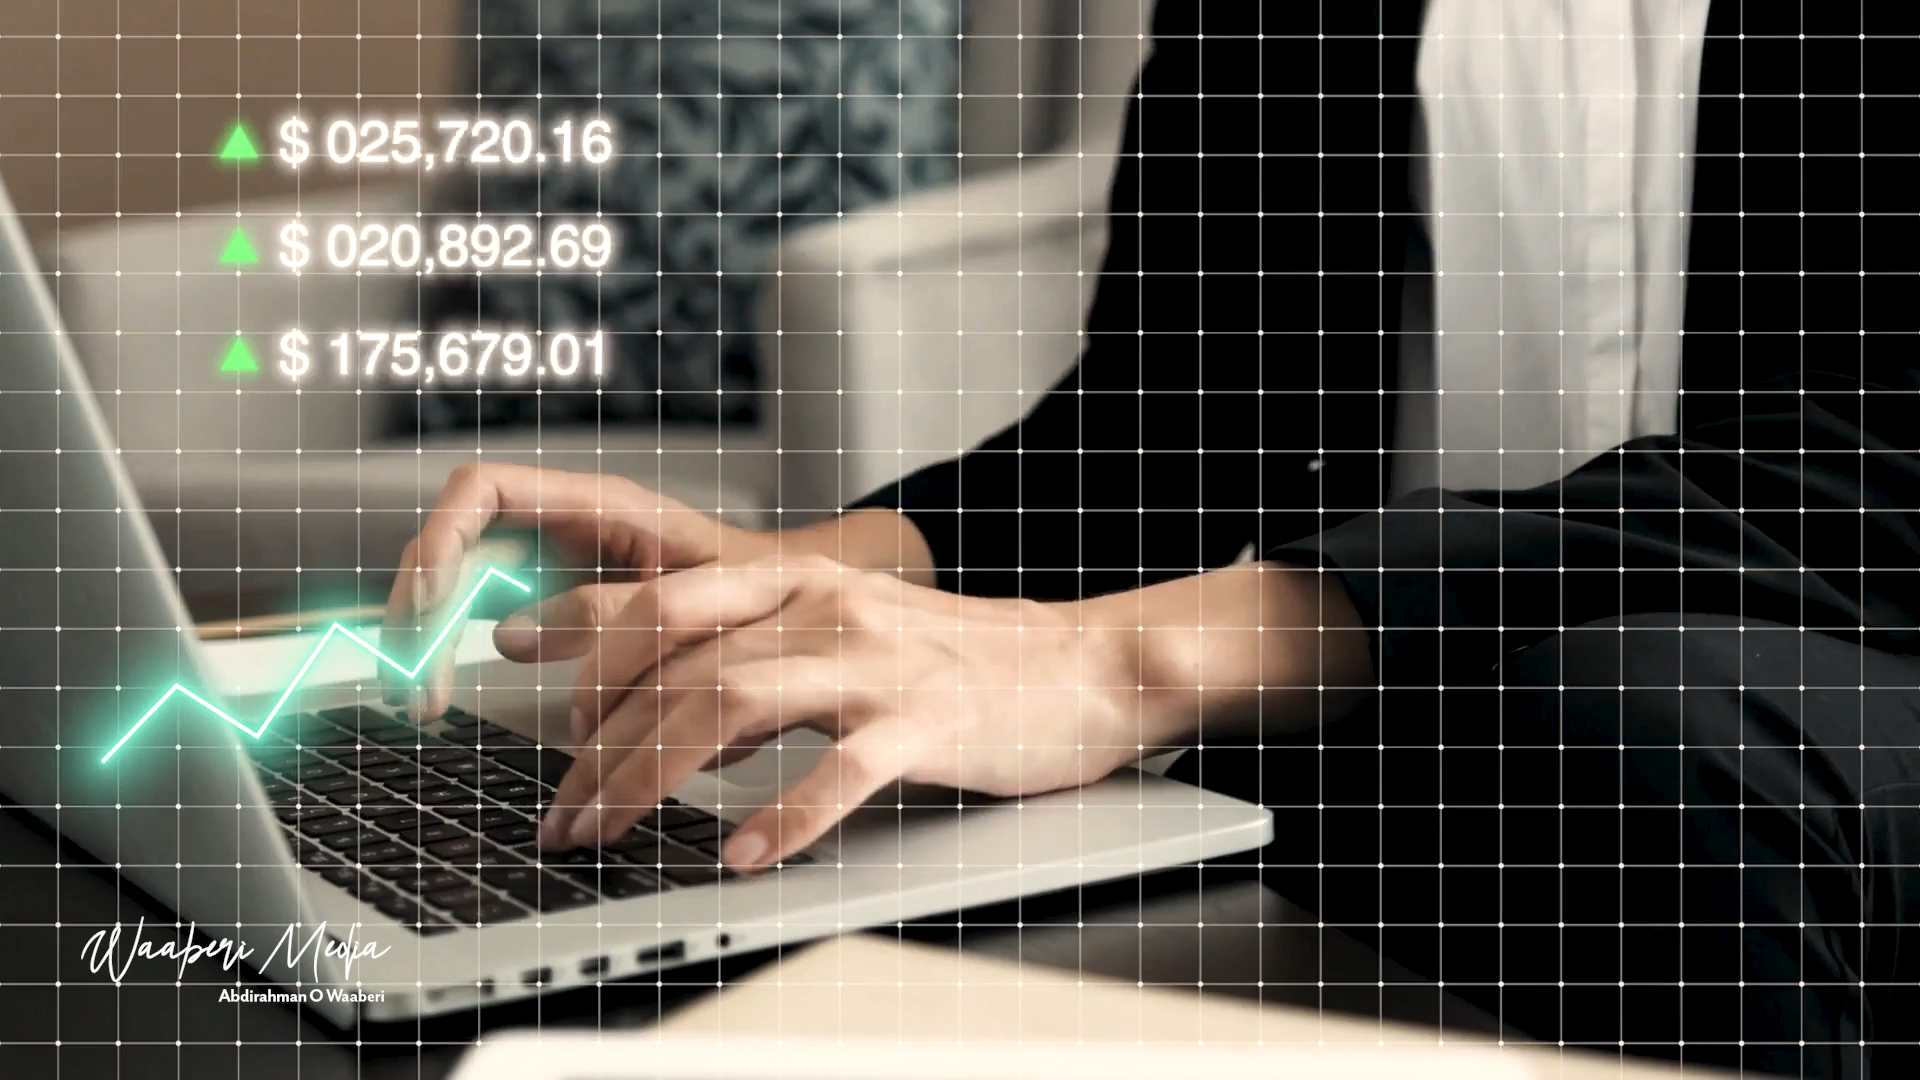 $ 025,720.16
$ 020,892.69
$ 175,679.01
Waaberi Media
Abdirahman O Waaberi